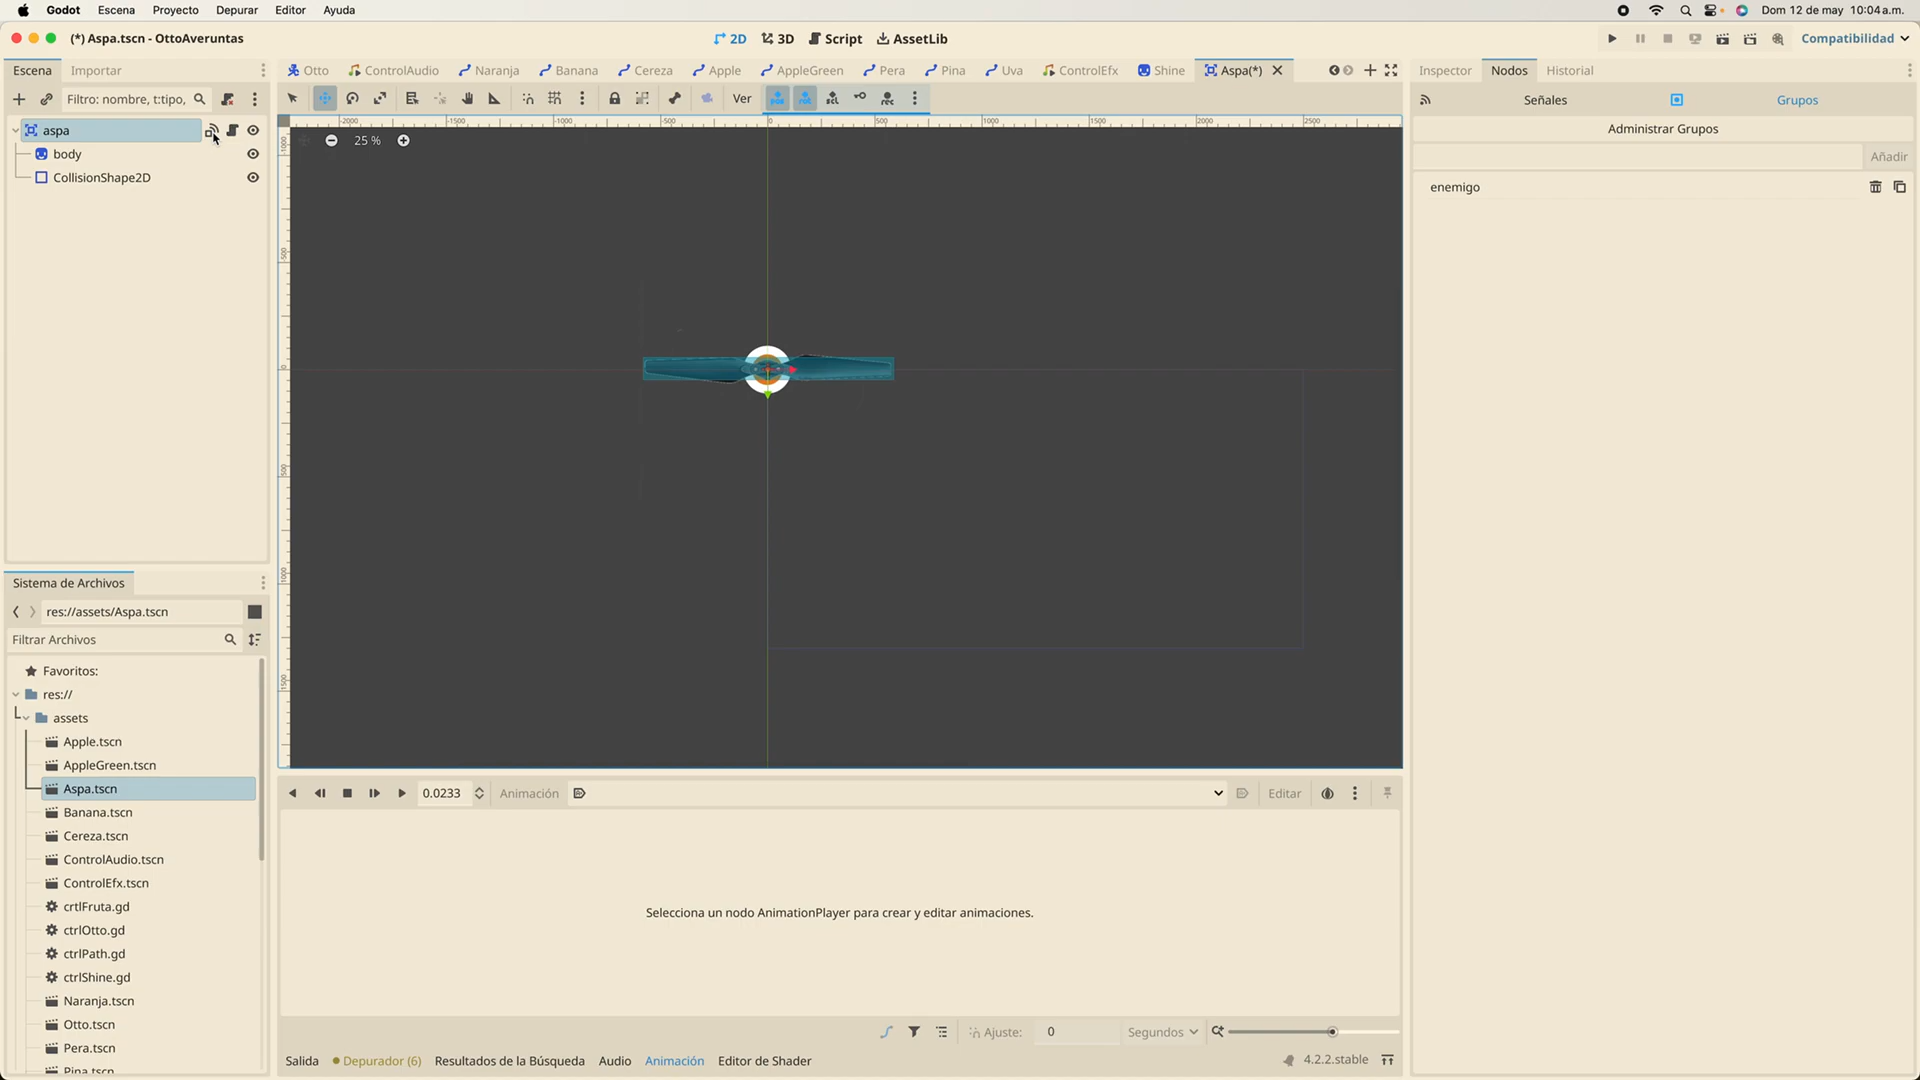 Godot Escena Proyecto Depurar Editor Ayuda Dom 12 de may 10:04 a.m.
(*) Aspa.tscn - OttoAveruntas 2D 3D Script AssetLib Compatibilidad
Escena Importar Otto ControlAudio Naranja Banana Cereza Apple AppleGreen Pera Pina Uva ControlEfx Shine Aspa(*) Inspector Nodos Historial
Filtro: nombre, t:tipo, Ver Señales Grupos
aspa
25 %
Administrar Grupos
body
Añadir
CollisionShape2D
enemigo
Sistema de Archivos
res://assets/Aspa.tscn
Filtrar Archivos
Favoritos:
res://
assets
Apple.tscn
AppleGreen.tscn
Aspa.tscn
0.0233 Animación Editar
Banana.tscn
Cereza.tscn
ControlAudio.tscn
ControlEfx.tscn
crtlFruta.gd
Selecciona un nodo AnimationPlayer para crear y editar animaciones.
ctrlOtto.gd
ctrlPath.gd
ctrlShine.gd
Naranja.tscn
Otto.tscn
Ajuste: 0 Segundos
Pera.tscn
Pina.tscn
Salida Depurador (6) Resultados de la Búsqueda Audio Animación Editor de Shader 4.2.2.stable